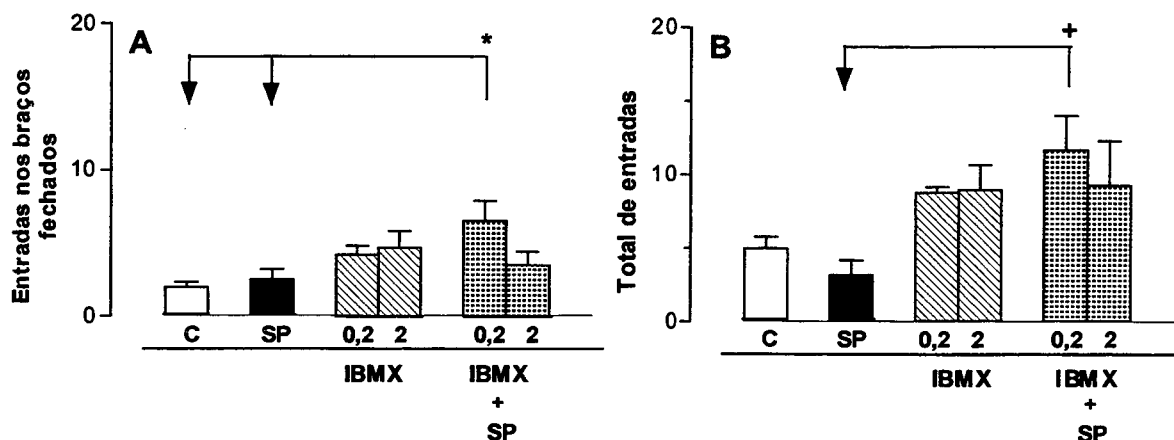 A
*
Entradas nos braços
fechados
20
10
0
C SP 0,2 2 0,2 2
IBMX IBMX
+
SP
B
+
Total de entradas
20
10
0
C SP 0,2 2 0,2 2
IBMX IBMX
+
SP